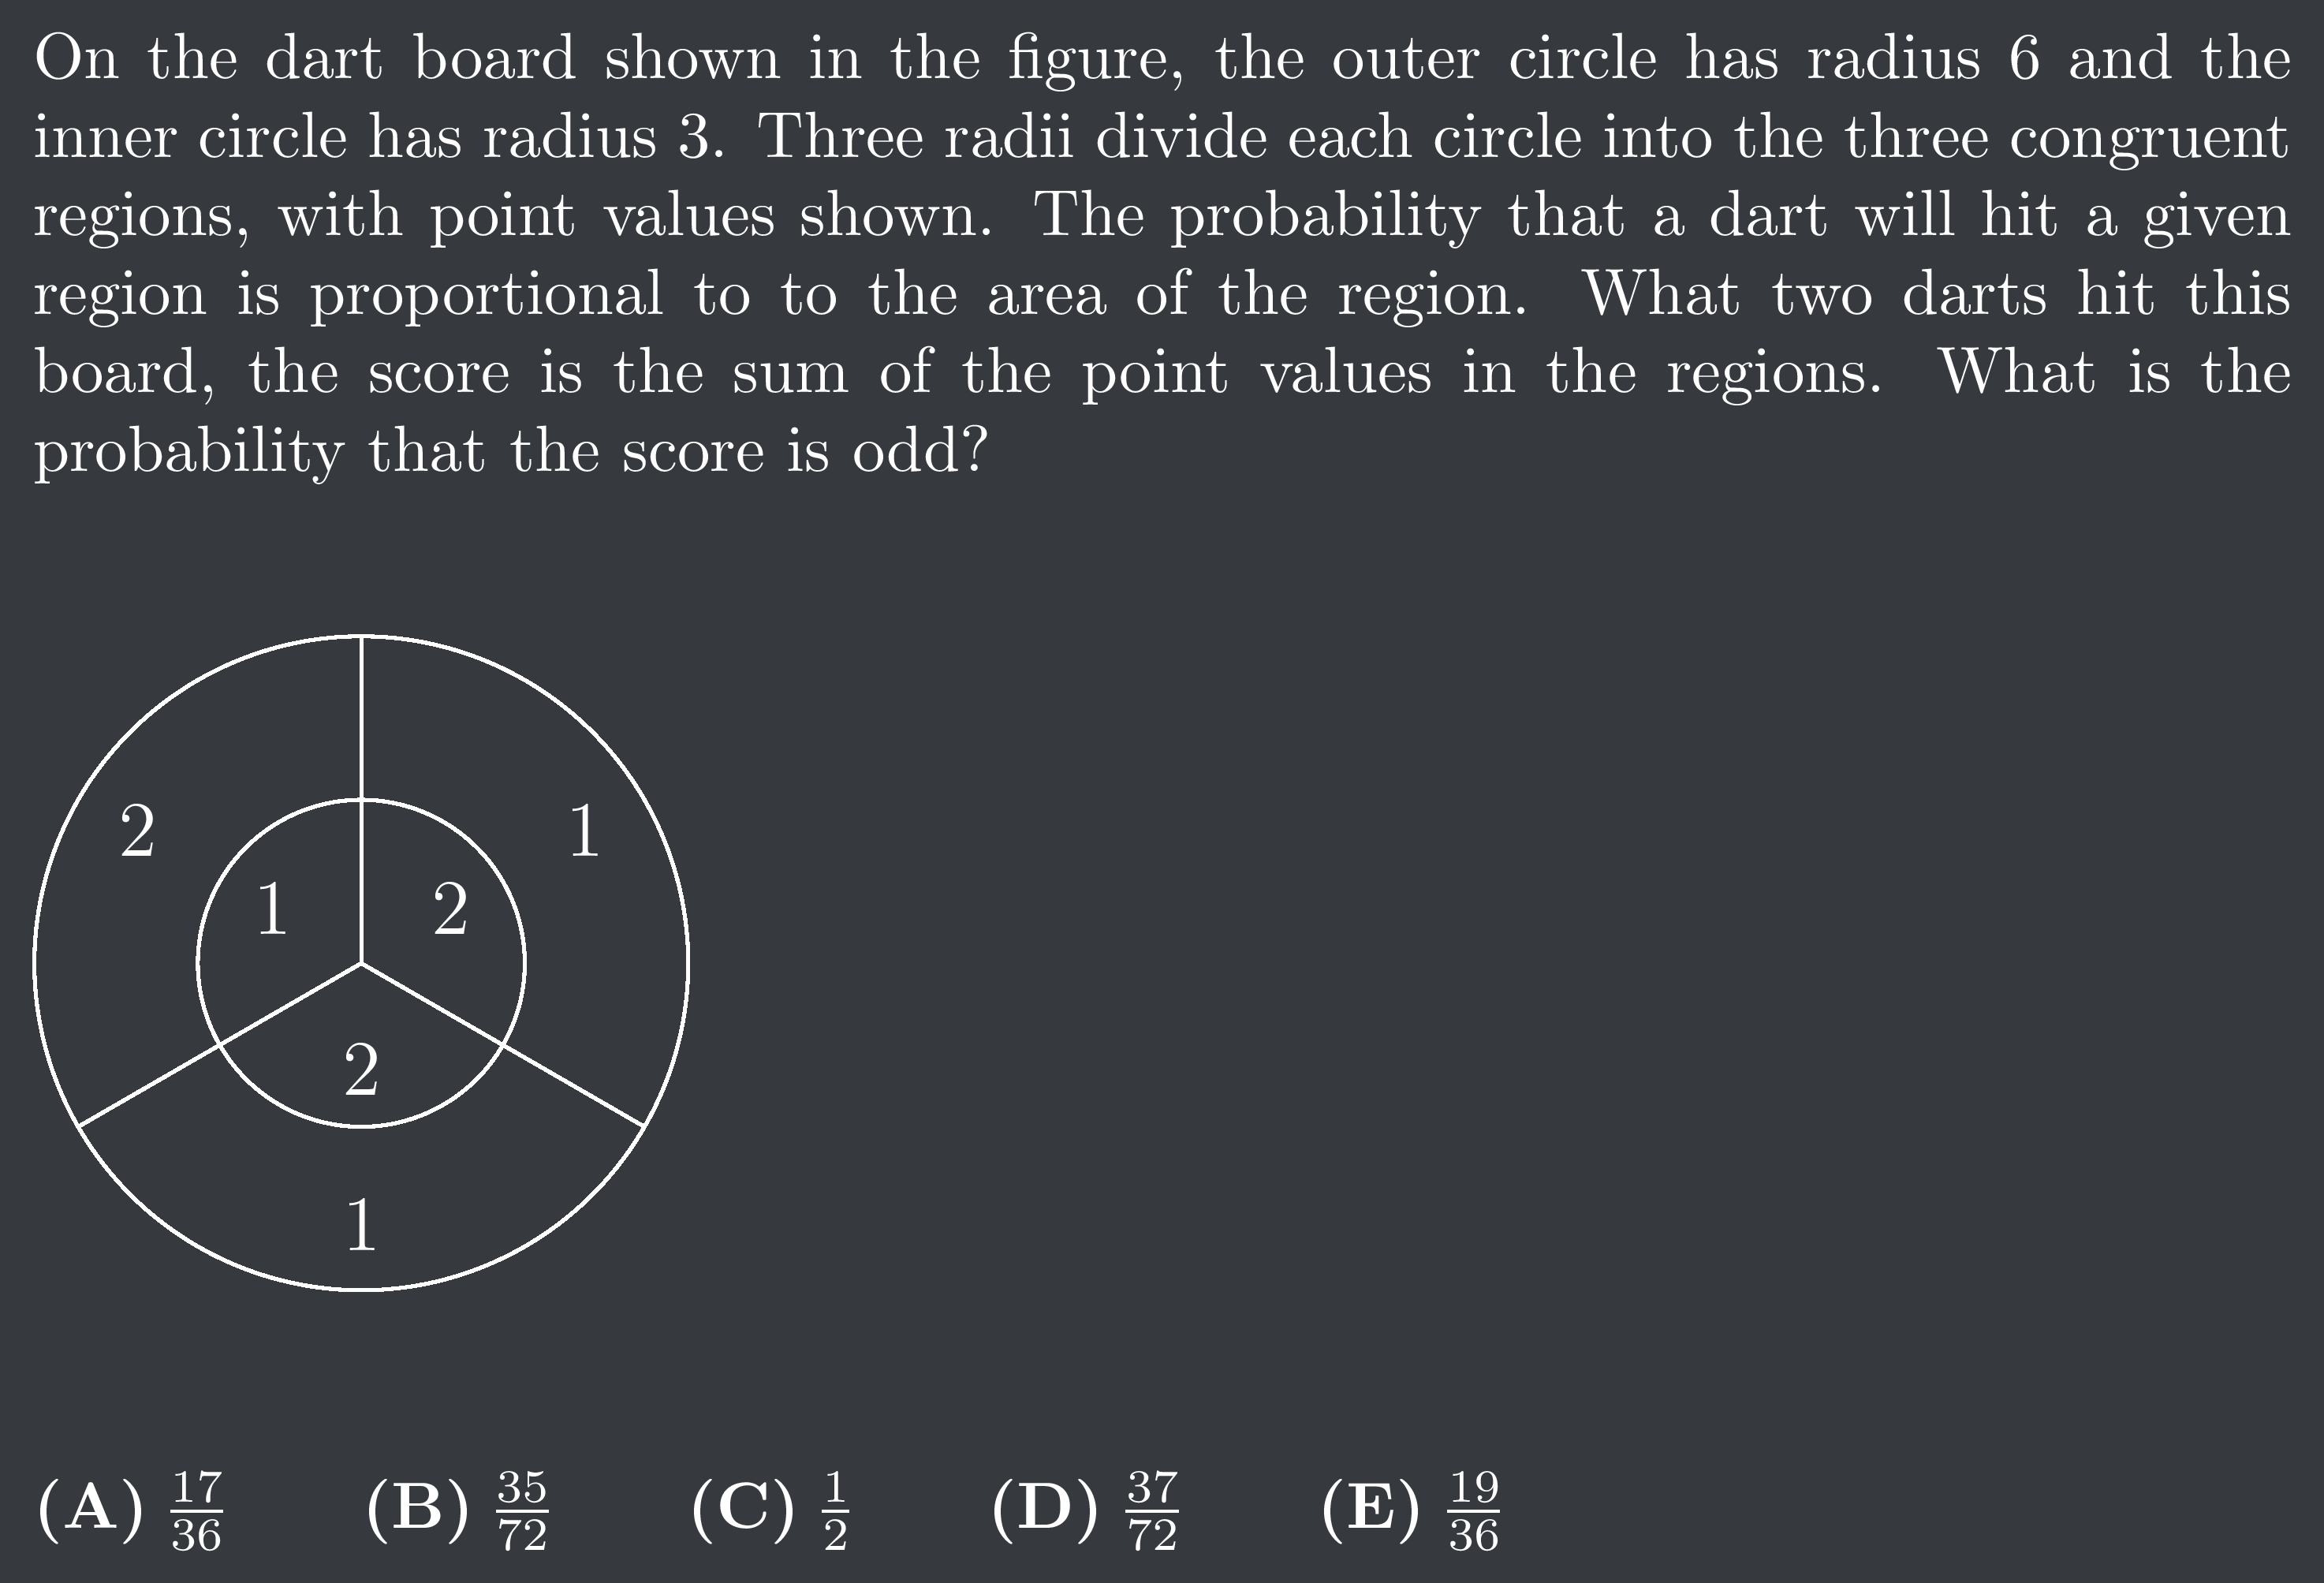 On the dart board shown in the figure, the outer circle has radius 6 and the
inner circle has radius 3. Three radii divide each circle into the three congruent
regions, with point values shown. The probability that a dart will hit a given
region is proportional to to the area of the region. What two darts hit this
board, the score is the sum of the point values in the regions. What is the
probability that the score is odd?
2 1
1 2
2
1
(A) 17/36 (B) 35/72 (C) 1/2 (D) 37/72 (E) 19/36